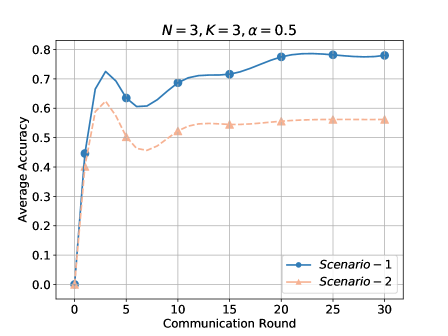 N = 3, K = 3, α = 0.5
Average Accuracy
0.8
0.7
0.6
0.5
0.4
0.3
0.2
0.1
0.0
Scenario − 1
Scenario − 2
0 5 10 15 20 25 30
Communication Round